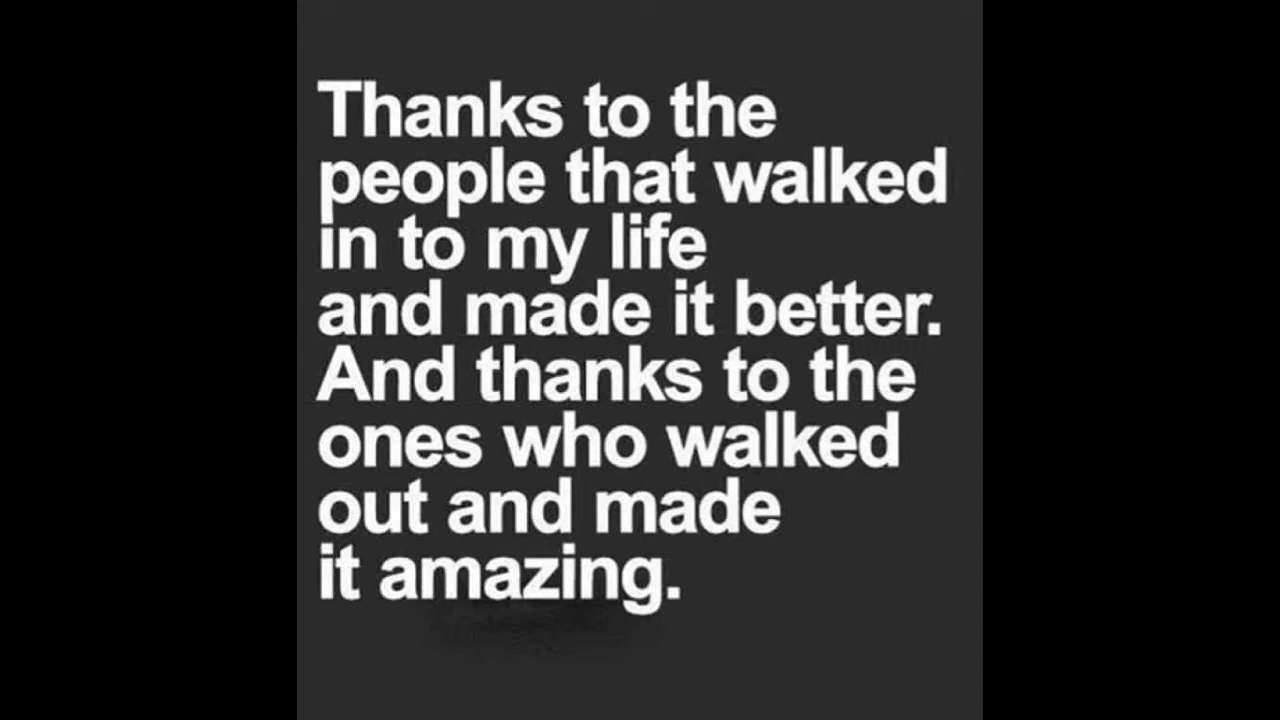 Thanks to the
people that walked
in to my life
and made it better.
And thanks to the
ones who walked
out and made
it amazing.